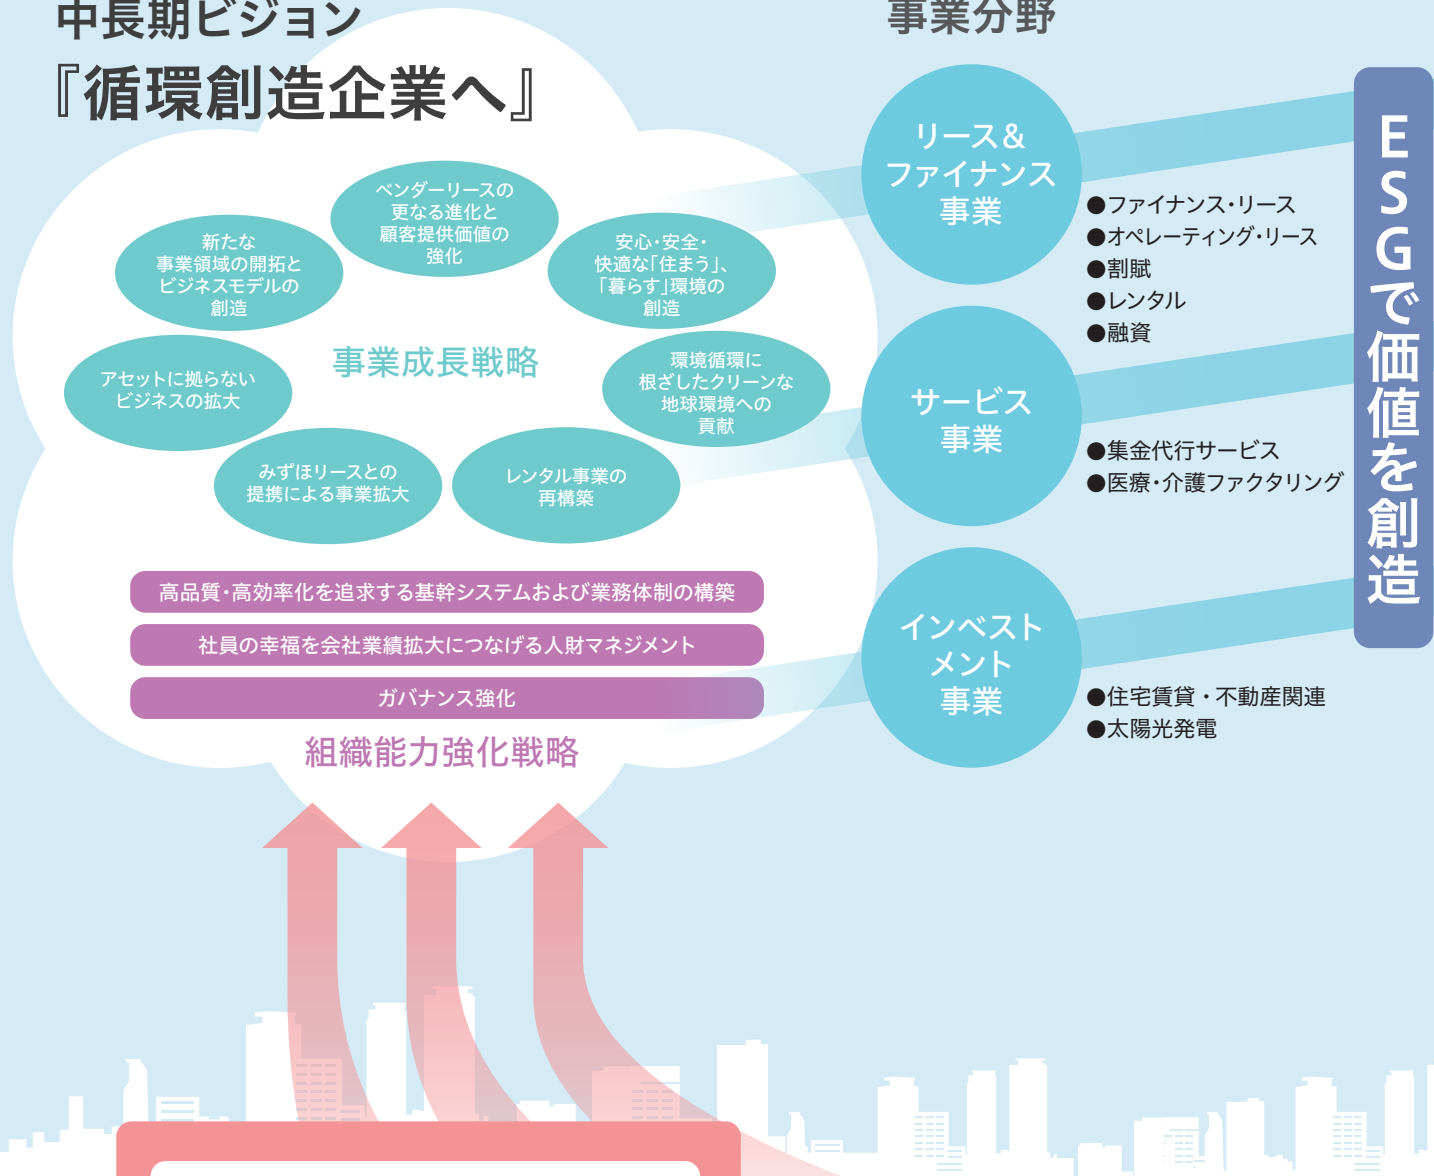 中長期ビジョン
『循環創造企業へ』
ベンダーリースの
更なる進化と
顧客提供価値の
強化
新たな
事業領域の開拓と
ビジネスモデルの
創造
安心・安全・
快適な「住まう」、
「暮らす」環境の
創造
事業成長戦略
アセットに拠らない
ビジネスの拡大
環境循環に
根ざしたクリーンな
地球環境への
貢献
みずほリースとの
提携による事業拡大
レンタル事業の
再構築
高品質・高効率化を追求する基幹システムおよび業務体制の構築
社員の幸福を会社業績拡大につなげる人財マネジメント
ガバナンス強化
組織能力強化戦略
事業分野
リース＆
ファイナンス
事業
●ファイナンス・リース
●オペレーティング・リース
●割賦
●レンタル
●融資
サービス
事業
●集金代行サービス
●医療・介護ファクタリング
インベスト
メント
事業
●住宅賃貸・不動産関連
●太陽光発電
ESGで価値を創造